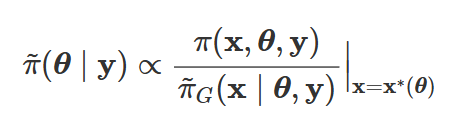 π̃(θ | y) ∝ π(x, θ, y) / π̃_G(x | θ, y) |_{x=x*(θ)}